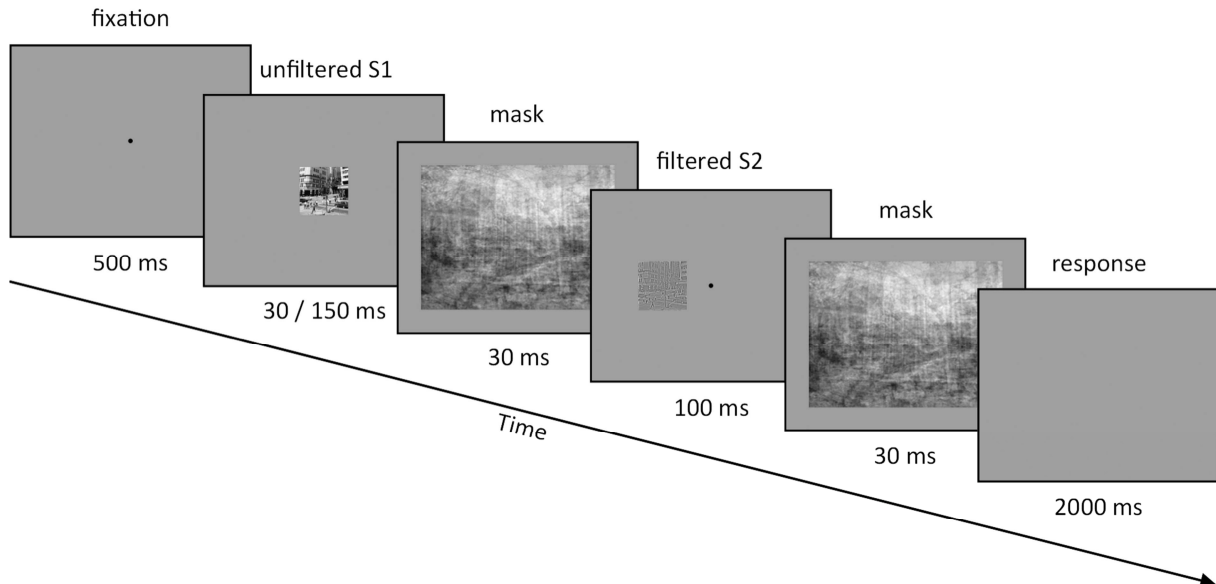 fixation
500 ms
unfiltered S1
30 / 150 ms
mask
30 ms
filtered S2
100 ms
mask
30 ms
response
2000 ms
Time